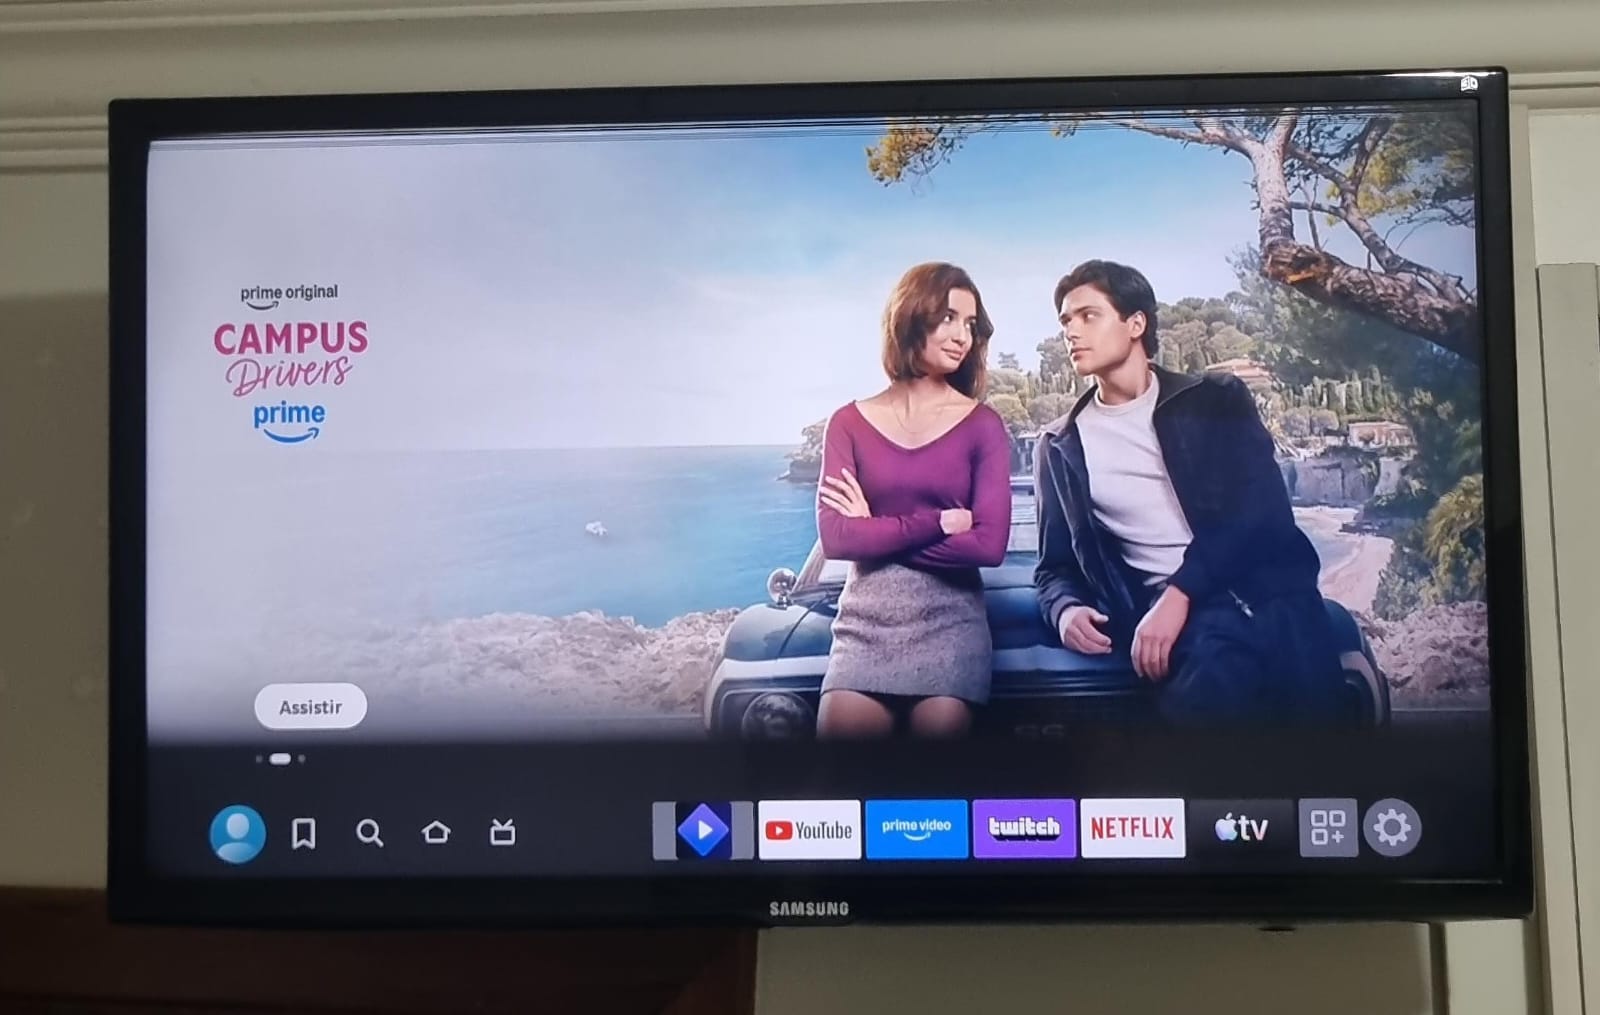 prime original
CAMPUS
Drivers
prime
Assistir
YouTube
prime video
twitch
NETFLIX
tv
SAMSUNG